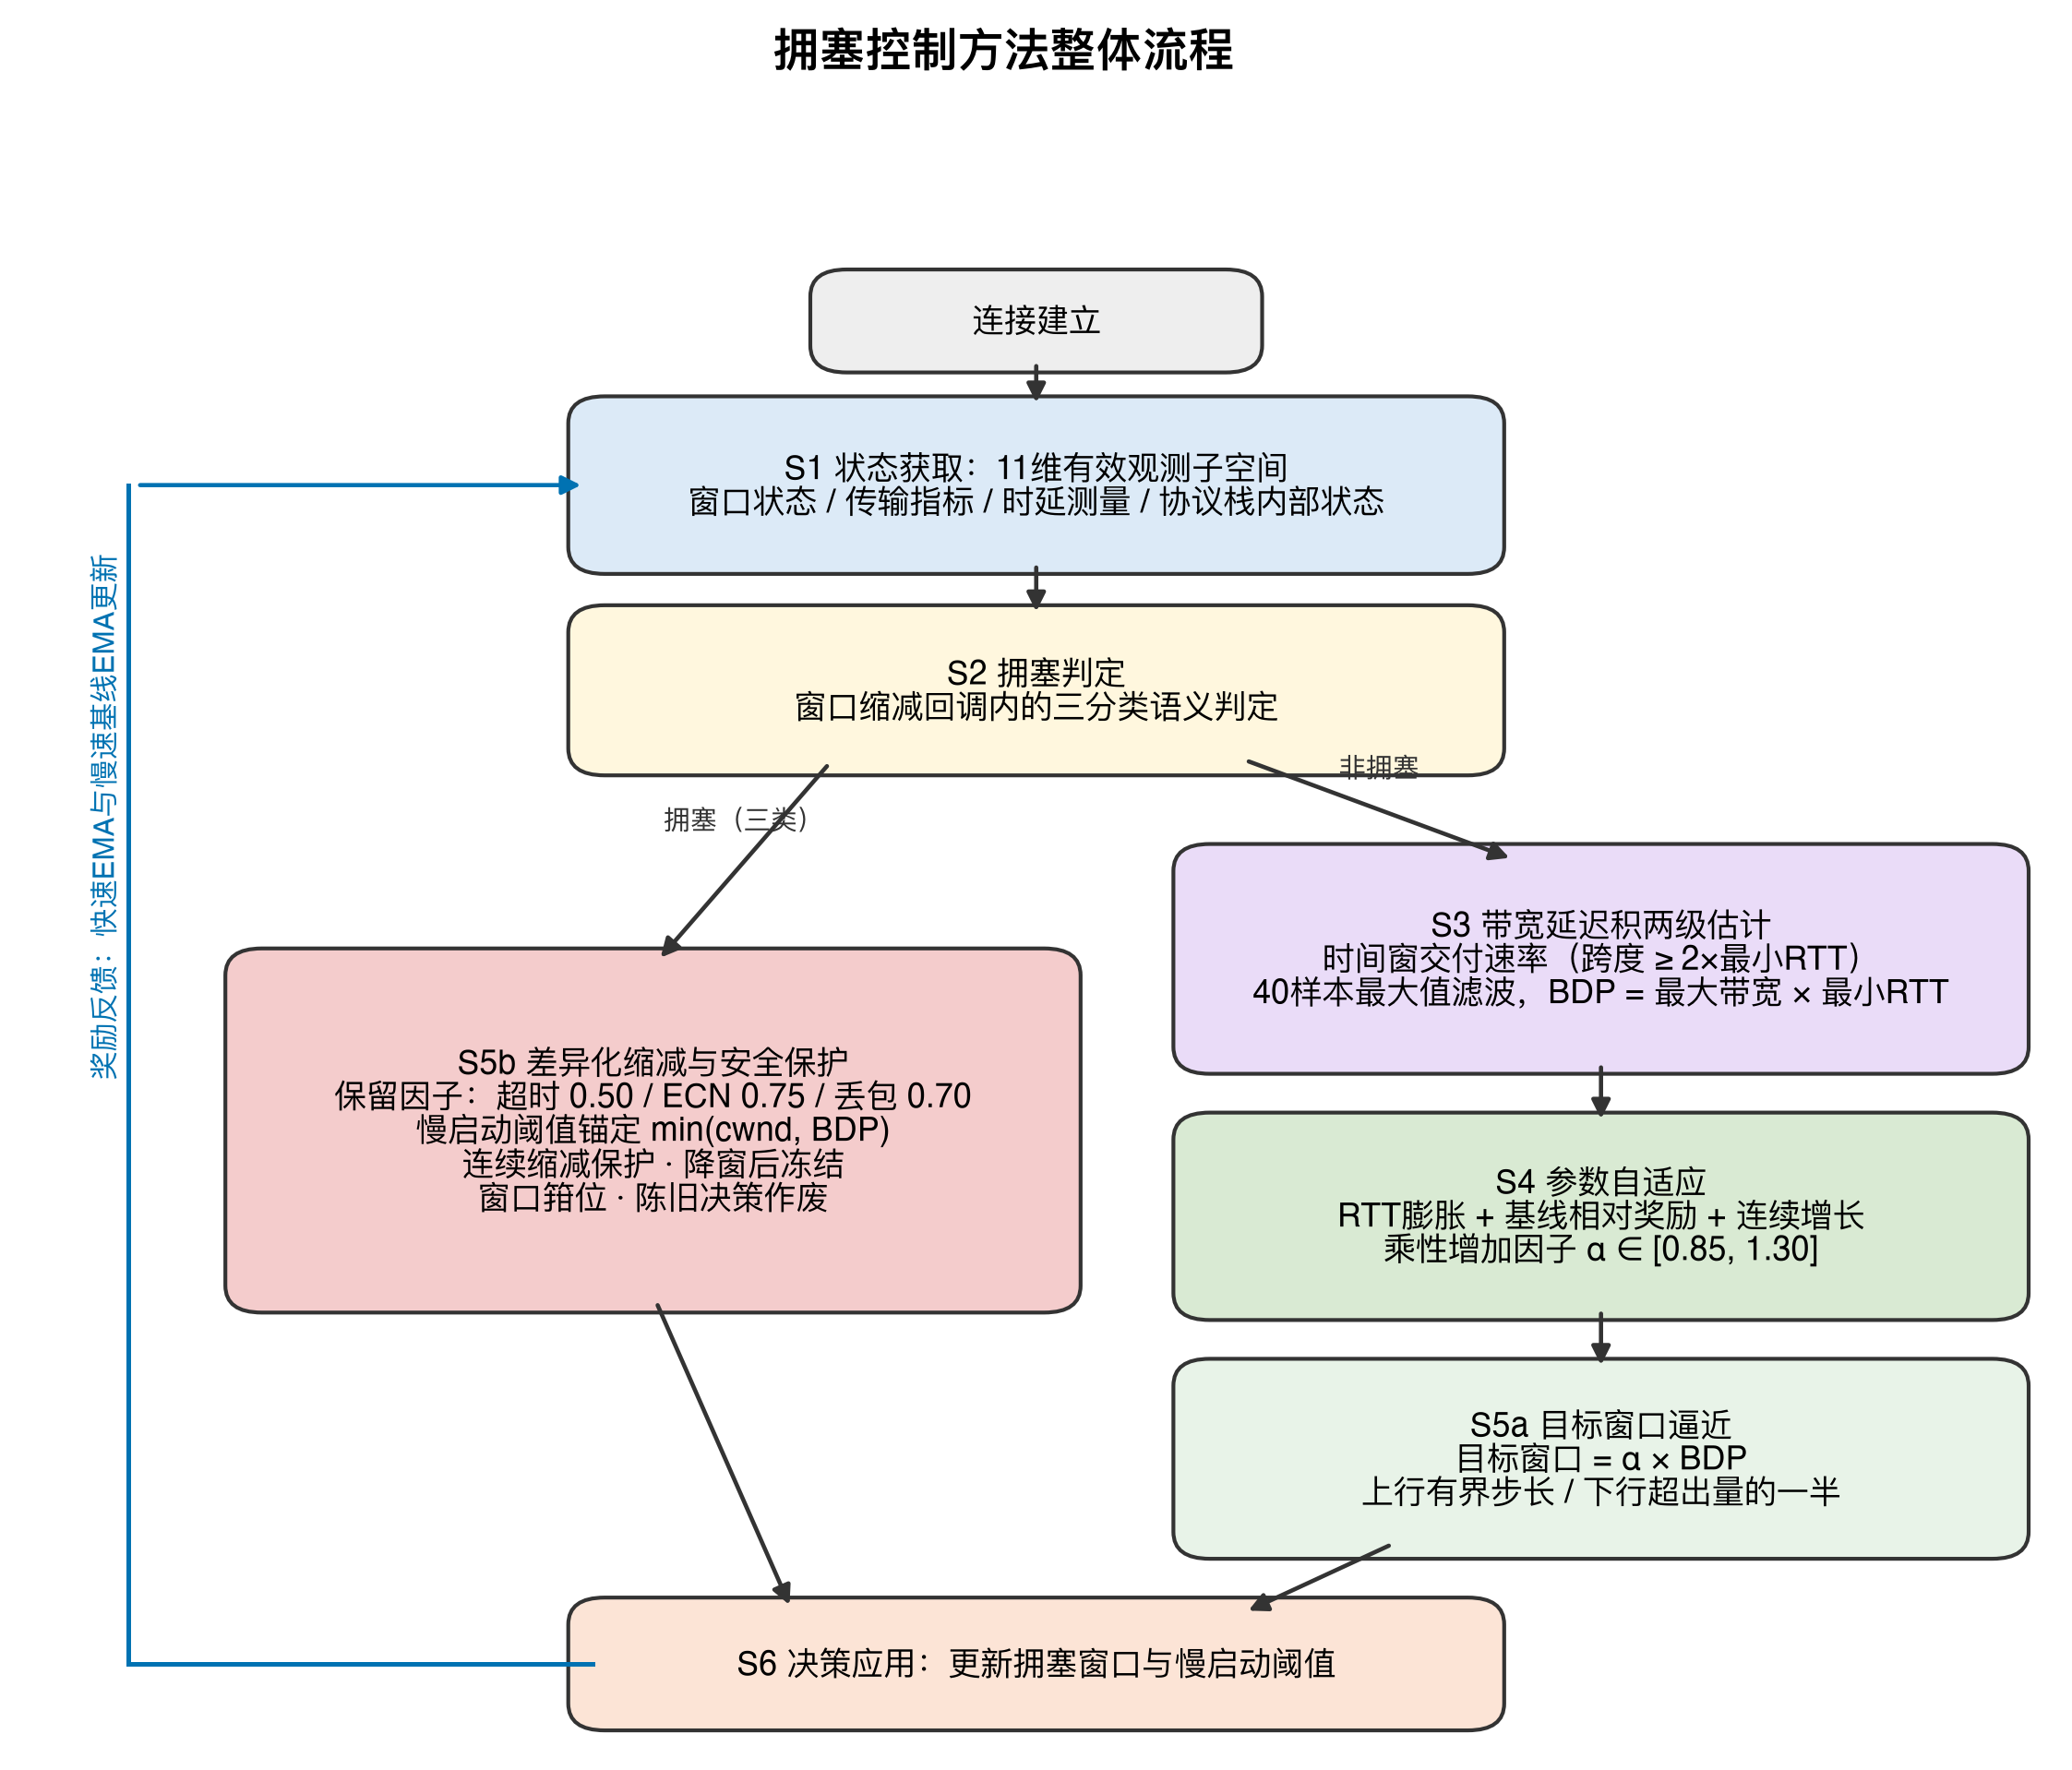 拥塞控制方法整体流程
连接建立
S1 状态获取：11维有效观测子空间
窗口状态 / 传输指标 / 时延测量 / 协议栈内部状态
S2 拥塞判定
窗口缩减回调内的三分类语义判定
非拥塞
拥塞（三类）
S3 带宽延迟积两级估计
时间窗交付速率（跨度 ≥ 2×最小RTT）
40样本最大值滤波，BDP = 最大带宽 × 最小RTT
S5b 差异化缩减与安全保护
保留因子：超时 0.50 / ECN 0.75 / 丢包 0.70
慢启动阈值锚定 min(cwnd, BDP)
连续缩减保护 · 降窗后冻结
窗口箝位 · 陈旧决策作废
S4 参数自适应
RTT膨胀 + 基线相对奖励 + 连续增长
乘性增加因子 α ∈ [0.85, 1.30]
S5a 目标窗口逼近
目标窗口 = α × BDP
上行有界步长 / 下行超出量的一半
S6 决策应用：更新拥塞窗口与慢启动阈值
奖励反馈：快速EMA与慢速基线EMA更新